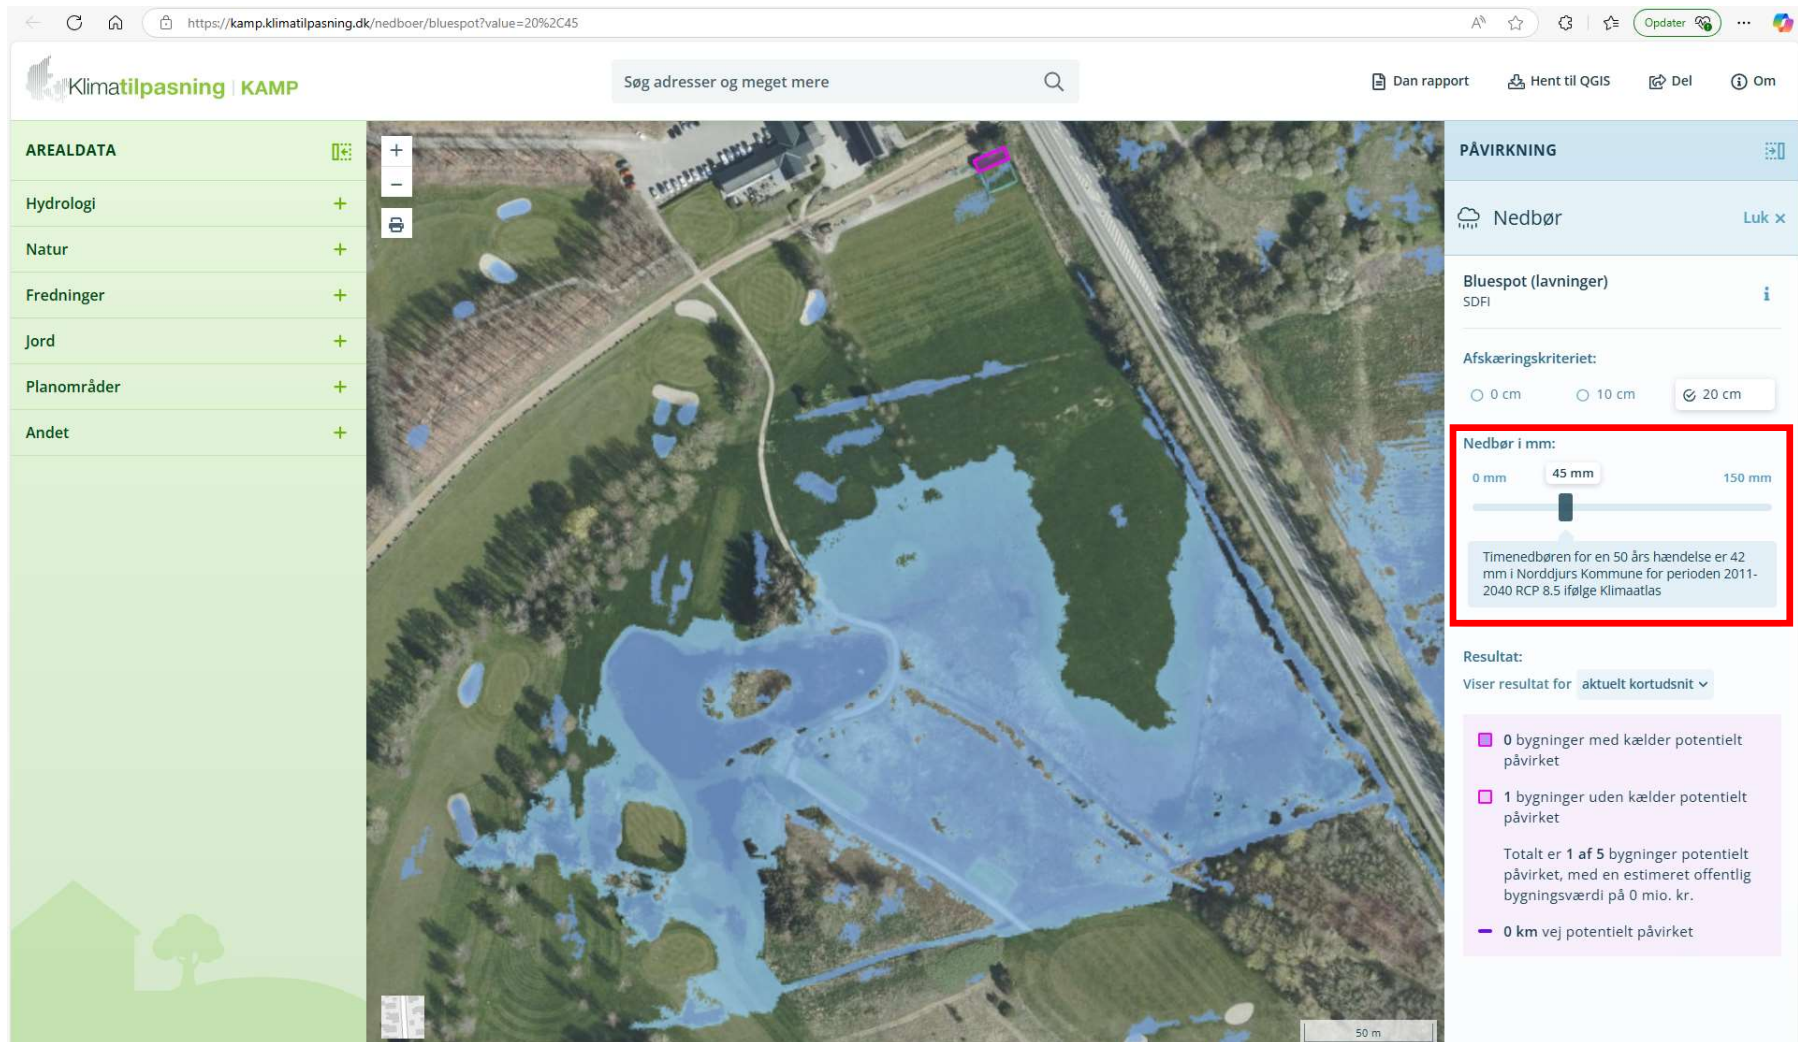 https://kamp.klimatilpasning.dk/nedboer/bluespot?value=20%2C45
Opdater
Klimatilpasning | KAMP
Søg adresser og meget mere
Dan rapport
Hent til QGIS
Del
Om
AREALDATA
Hydrologi
Natur
Fredninger
Jord
Planområder
Andet
50 m
PÅVIRKNING
Nedbør
Luk ×
Bluespot (lavninger)
SDFI
Afskæringskriteriet:
0 cm
10 cm
20 cm
Nedbør i mm:
0 mm
45 mm
150 mm
Timenedbøren for en 50 års hændelse er 42
mm i Norddjurs Kommune for perioden 2011-
2040 RCP 8.5 ifølge Klimaatlas
Resultat:
Viser resultat for aktuelt kortudsnit
0 bygninger med kælder potentielt
påvirket
1 bygninger uden kælder potentielt
påvirket
Totalt er 1 af 5 bygninger potentielt
påvirket, med en estimeret offentlig
bygningsværdi på 0 mio. kr.
0 km vej potentielt påvirket